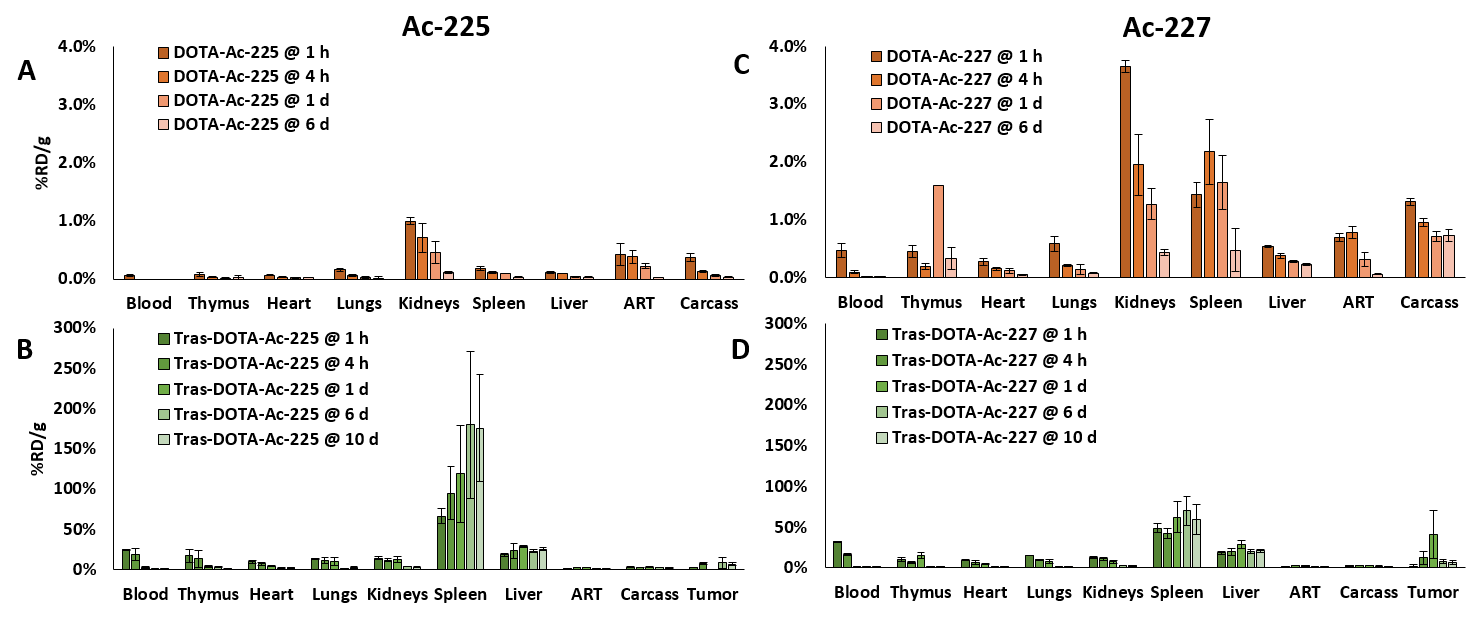 Ac-225
A
4.0%
3.0%
2.0%
1.0%
0.0%
%RD/g
DOTA-Ac-225 @ 1 h
DOTA-Ac-225 @ 4 h
DOTA-Ac-225 @ 1 d
DOTA-Ac-225 @ 6 d
Blood Thymus Heart Lungs Kidneys Spleen Liver ART Carcass
B
300%
250%
200%
150%
100%
50%
0%
%RD/g
Tras-DOTA-Ac-225 @ 1 h
Tras-DOTA-Ac-225 @ 4 h
Tras-DOTA-Ac-225 @ 1 d
Tras-DOTA-Ac-225 @ 6 d
Tras-DOTA-Ac-225 @ 10 d
Blood Thymus Heart Lungs Kidneys Spleen Liver ART Carcass Tumor
Ac-227
C
4.0%
3.0%
2.0%
1.0%
0.0%
DOTA-Ac-227 @ 1 h
DOTA-Ac-227 @ 4 h
DOTA-Ac-227 @ 1 d
DOTA-Ac-227 @ 6 d
Blood Thymus Heart Lungs Kidneys Spleen Liver ART Carcass
D
300%
250%
200%
150%
100%
50%
0%
Tras-DOTA-Ac-227 @ 1 h
Tras-DOTA-Ac-227 @ 4 h
Tras-DOTA-Ac-227 @ 1 d
Tras-DOTA-Ac-227 @ 6 d
Tras-DOTA-Ac-227 @ 10 d
Blood Thymus Heart Lungs Kidneys Spleen Liver ART Carcass Tumor